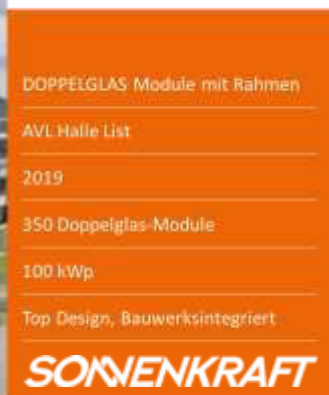 DOPPELGLAS Module mit Rahmen
AVL Halle List
2019
350 Doppelglas-Module
100 kWp
Top Design, Bauwerksintegriert
SONNENKRAFT